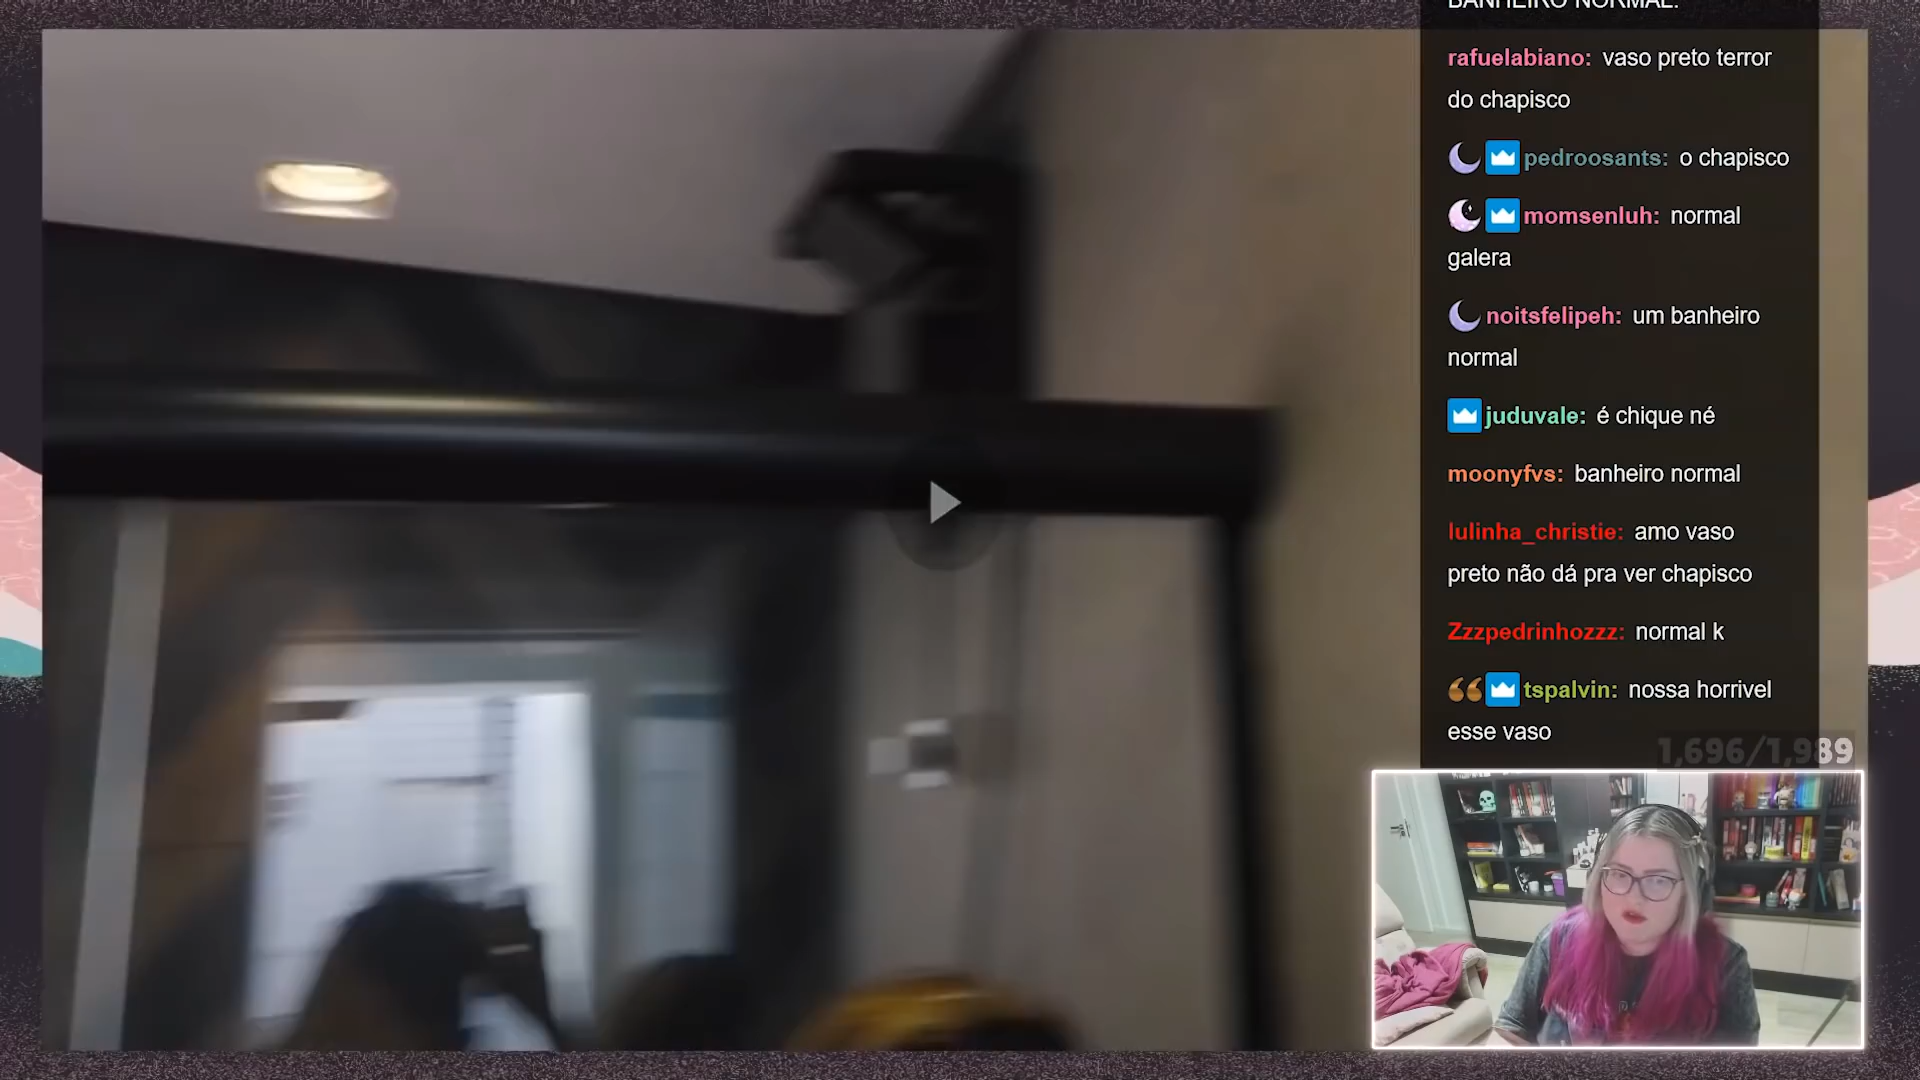 BANHEIRO NORMAL.
rafuelabiano: vaso preto terror
do chapisco
pedroosants: o chapisco
momsenluh: normal
galera
noitsfelipeh: um banheiro
normal
juduvale: é chique né
moonyfvs: banheiro normal
lulinha_christie: amo vaso
preto não dá pra ver chapisco
Zzzpedrinhozzz: normal k
tspalvin: nossa horrivel
esse vaso
1,696/1,989